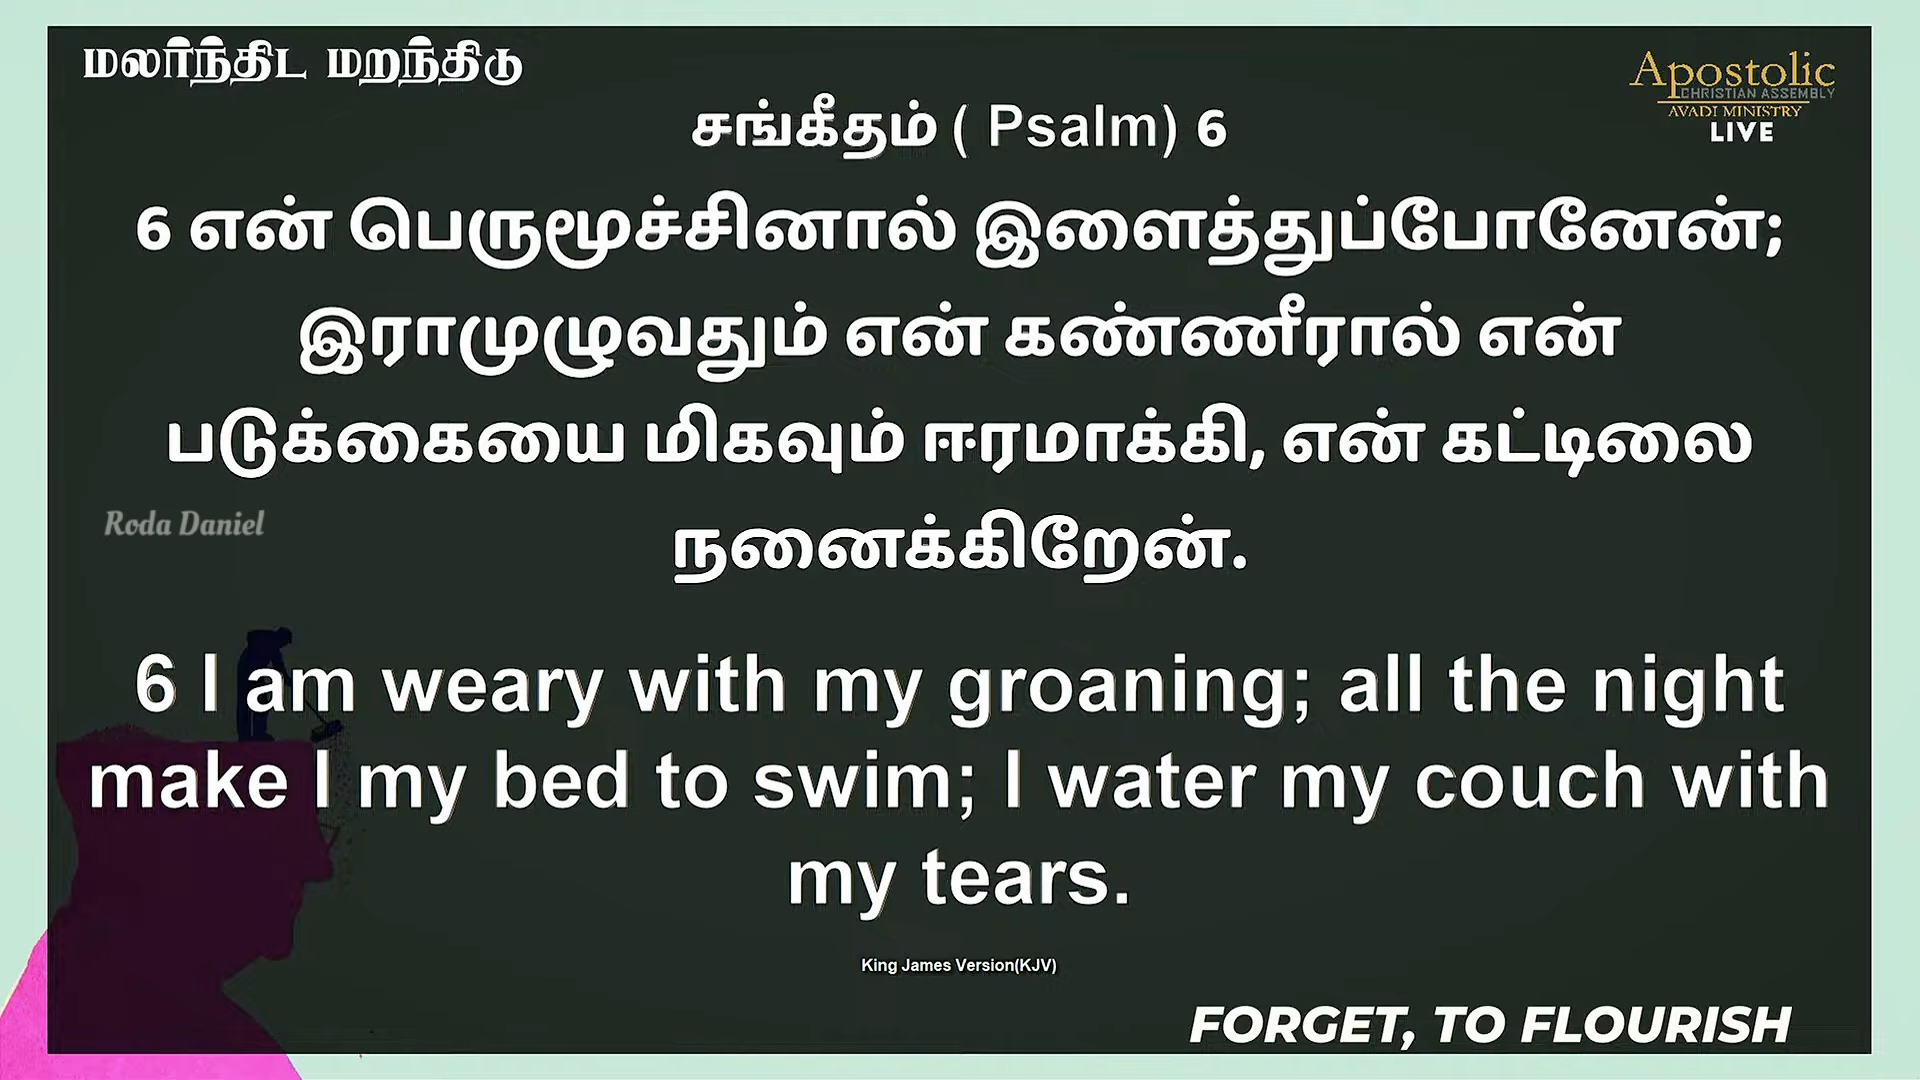 மலர்ந்திட மறந்திடு
Apostolic
CHRISTIAN ASSEMBLY
AVADI MINISTRY
LIVE
சங்கீதம் ( Psalm) 6
6 என் பெருமூச்சினால் இளைத்துப்போனேன்;
இராமுழுவதும் என் கண்ணீரால் என்
படுக்கையை மிகவும் ஈரமாக்கி, என் கட்டிலை
நனைக்கிறேன்.
Roda Daniel
6 I am weary with my groaning; all the night
make I my bed to swim; I water my couch with
my tears.
King James Version(KJV)
FORGET, TO FLOURISH